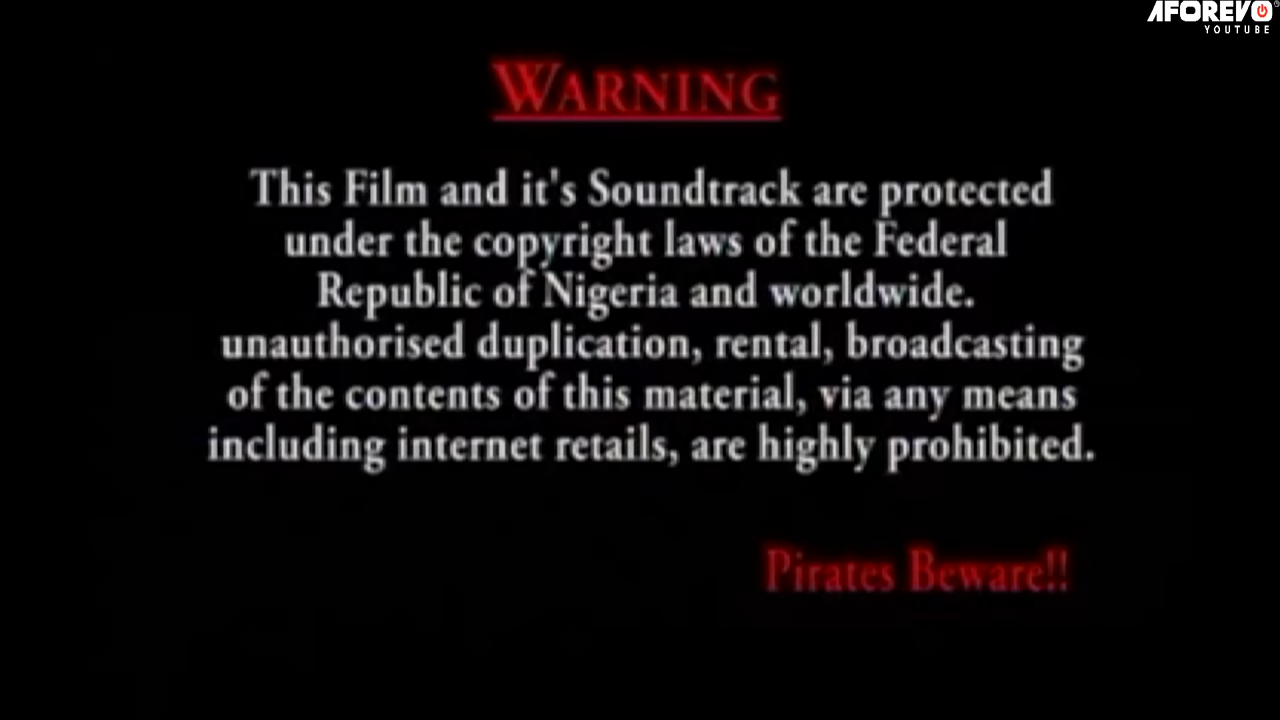 AFOREVO
YOUTUBE
WARNING
This Film and it's Soundtrack are protected
under the copyright laws of the Federal
Republic of Nigeria and worldwide.
unauthorised duplication, rental, broadcasting
of the contents of this material, via any means
including internet retails, are highly prohibited.
Pirates Beware!!